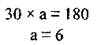 30 × a = 180
a = 6